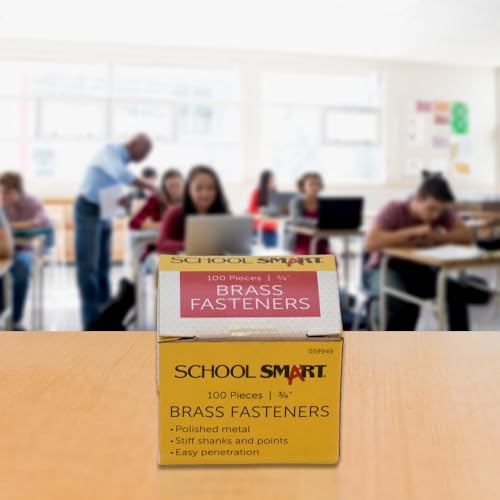 SCHOOL SMART
100 Pieces | ¾"
BRASS
FASTENERS
059949
SCHOOL SMART
100 Pieces | ¾"
BRASS FASTENERS
• Polished metal
• Stiff shanks and points
• Easy penetration